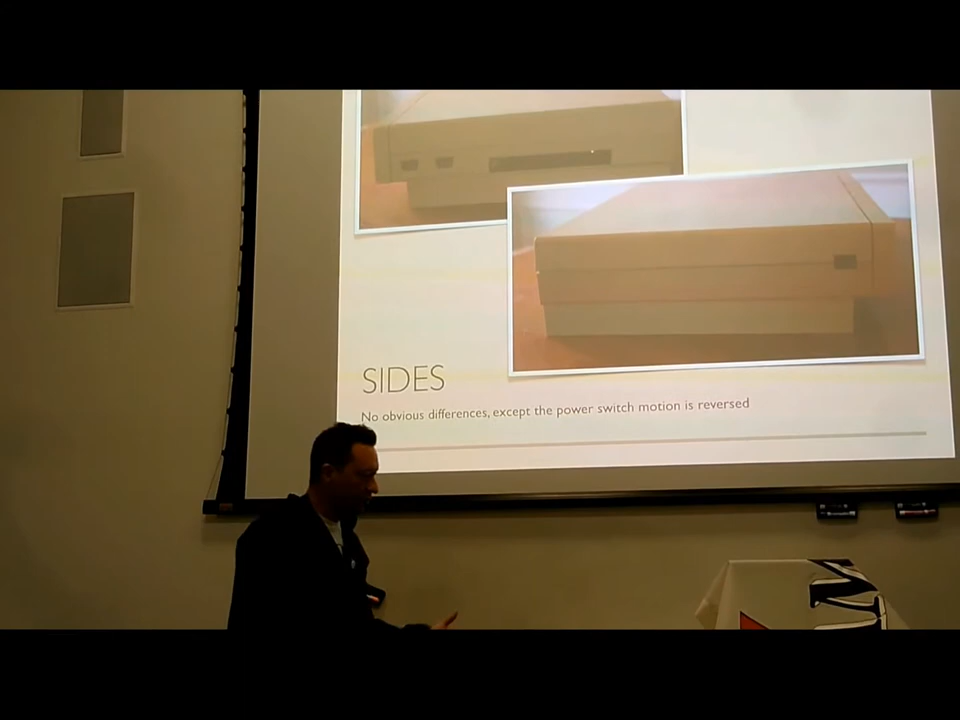 SIDES
No obvious differences, except the power switch motion is reversed